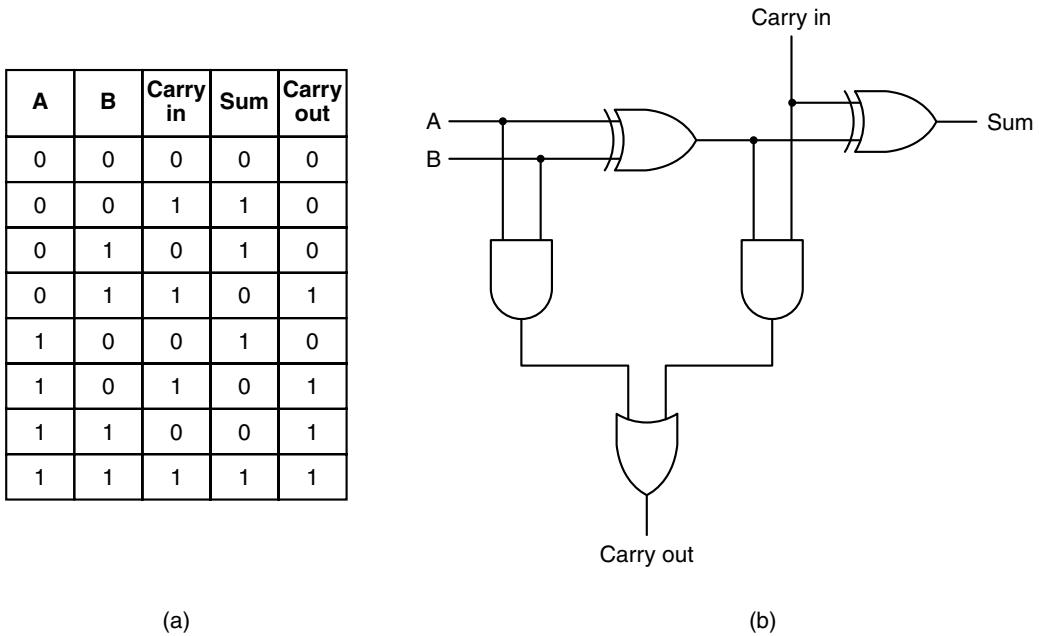 A B Carry in Sum Carry out
0 0 0 0 0
0 0 1 1 0
0 1 0 1 0
0 1 1 0 1
1 0 0 1 0
1 0 1 0 1
1 1 0 0 1
1 1 1 1 1
(a)
Carry in
A
B
Sum
Carry out
(b)